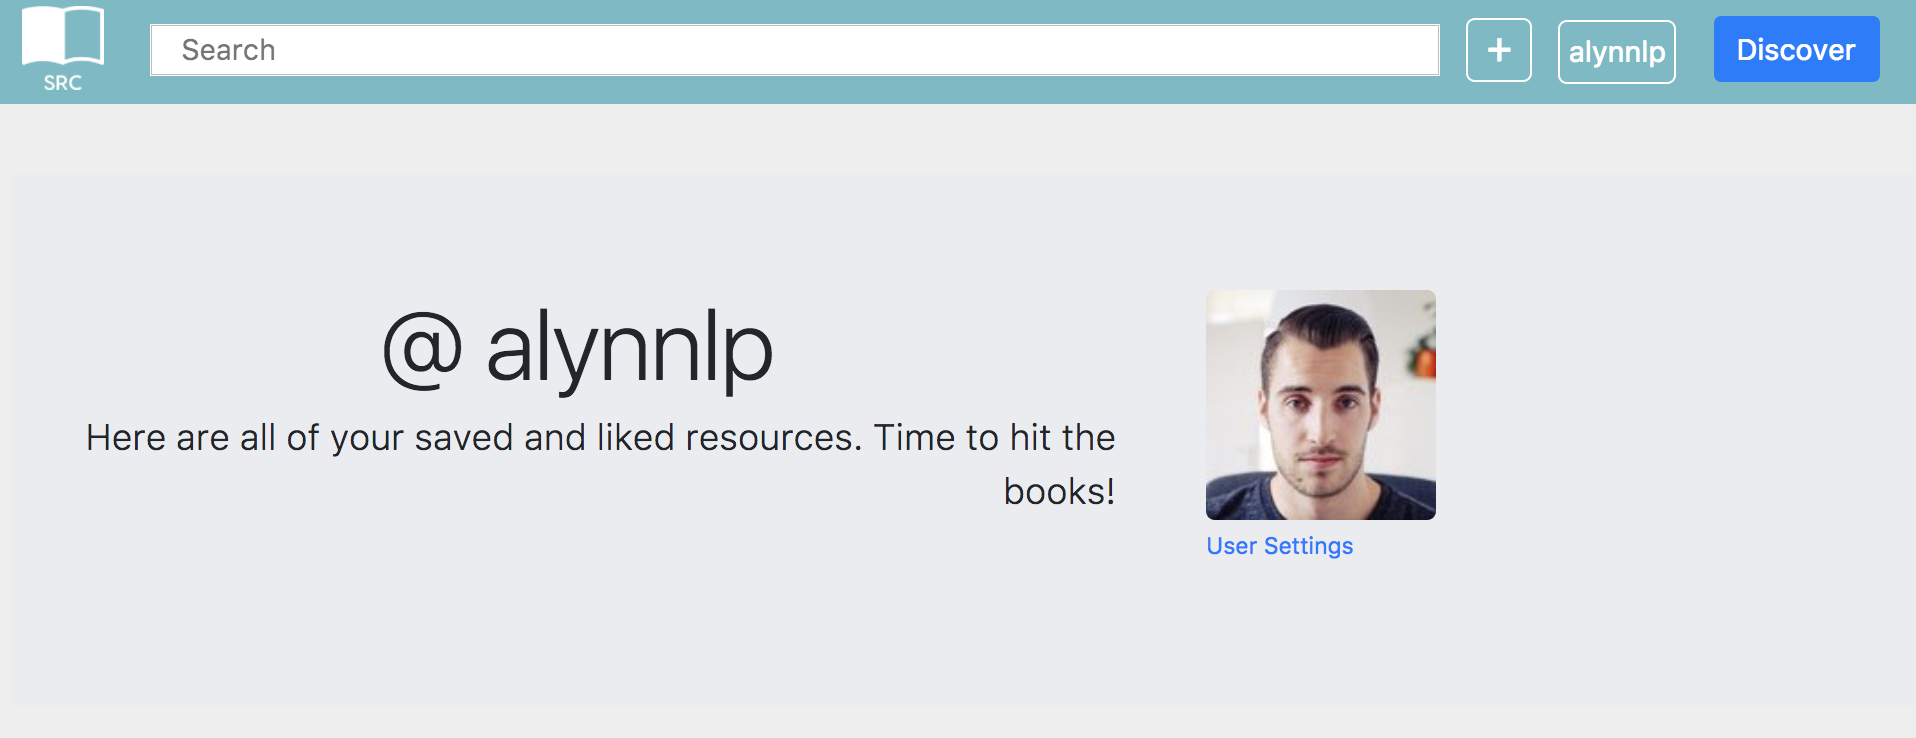 SRC
Search
+
alynnlp
Discover
@ alynnlp
Here are all of your saved and liked resources. Time to hit the
books!
User Settings